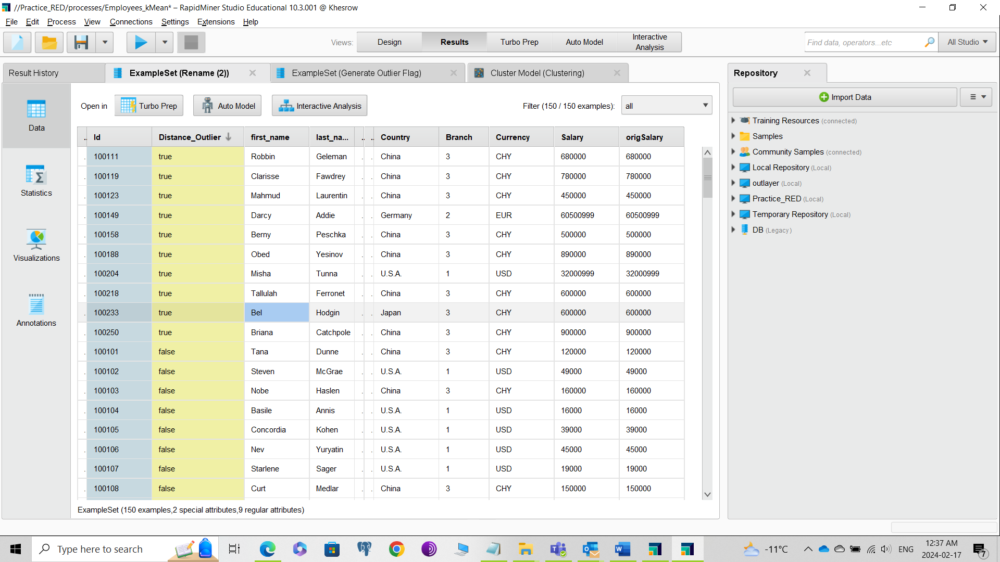 //Practice_RED/processes/Employees_kMean* – RapidMiner Studio Educational 10.3.001 @ Khesrow
File Edit Process View Connections Settings Extensions Help
Views: Design Results Turbo Prep Auto Model Interactive Analysis
Find data, operators...etc All Studio
Result History ExampleSet (Rename (2)) ExampleSet (Generate Outlier Flag) Cluster Model (Clustering)
Open in Turbo Prep Auto Model Interactive Analysis Filter (150 / 150 examples): all
Data
Statistics
Visualizations
Annotations
.. Id Distance_Outlier first_name last_na... .. .. Country Branch Currency Salary origSalary
. 100111 true Robbin Geleman . . China 3 CHY 680000 680000
. 100119 true Clarisse Fawdrey . . China 3 CHY 780000 780000
. 100123 true Mahmud Laurentin . . China 3 CHY 450000 450000
. 100149 true Darcy Addie . . Germany 2 EUR 60500999 60500999
. 100158 true Berny Peschka . . China 3 CHY 500000 500000
. 100188 true Obed Yesinov . . China 3 CHY 890000 890000
. 100204 true Misha Tunna . . U.S.A. 1 USD 32000999 32000999
. 100218 true Tallulah Ferronet . . China 3 CHY 600000 600000
. 100233 true Bel Hodgin . . Japan 3 CHY 600000 600000
. 100250 true Briana Catchpole . . China 3 CHY 900000 900000
. 100101 false Tana Dunne . . China 3 CHY 120000 120000
. 100102 false Steven McGrae . . U.S.A. 1 USD 49000 49000
. 100103 false Nobe Haslen . . China 3 CHY 160000 160000
. 100104 false Basile Annis . . U.S.A. 1 USD 16000 16000
. 100105 false Concordia Kohen . . U.S.A. 1 USD 39000 39000
. 100106 false Nev Yuryatin . . U.S.A. 1 USD 45000 45000
. 100107 false Starlene Sager . . U.S.A. 1 USD 19000 19000
. 100108 false Curt Medlar . . China 3 CHY 150000 150000
ExampleSet (150 examples,2 special attributes,9 regular attributes)
Repository
Import Data
Training Resources (connected)
Samples
Community Samples (connected)
Local Repository (Local)
outlayer (Local)
Practice_RED (Local)
Temporary Repository (Local)
DB (Legacy)
Type here to search
-11°C
ENG
12:37 AM
2024-02-17
7